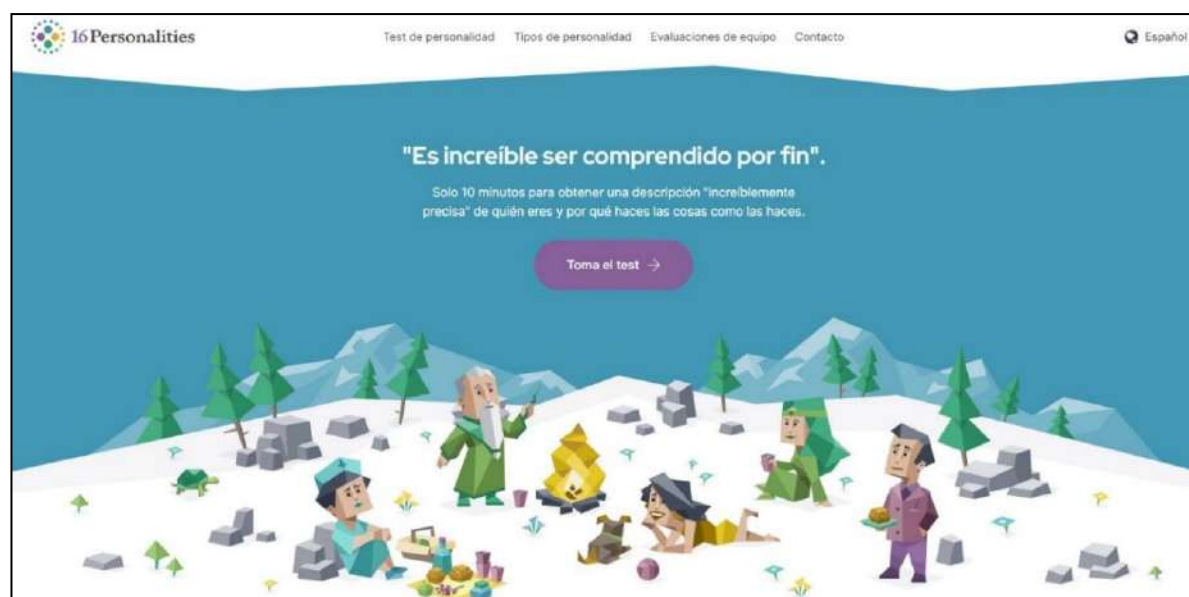 16Personalities
Test de personalidad
Tipos de personalidad
Evaluaciones de equipo
Contacto
Español
"Es increíble ser comprendido por fin".
Solo 10 minutos para obtener una descripción "increíblemente
precisa" de quién eres y por qué haces las cosas como las haces.
Toma el test →